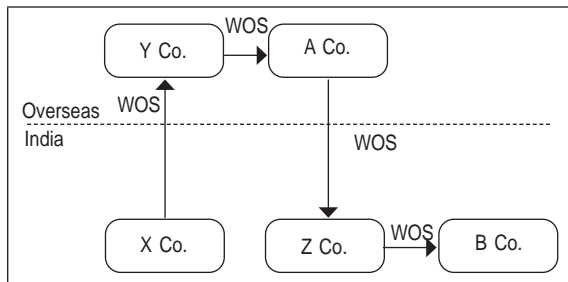 WOS
Y Co.
A Co.
WOS
Overseas
India
WOS
X Co.
Z Co.
WOS
B Co.